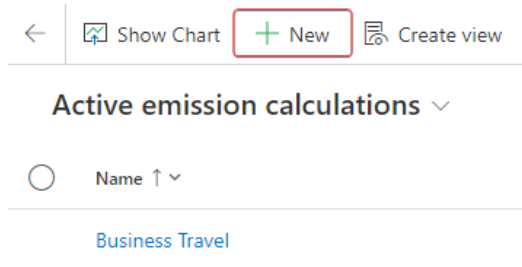 Show Chart New Create view
Active emission calculations
Name
Business Travel